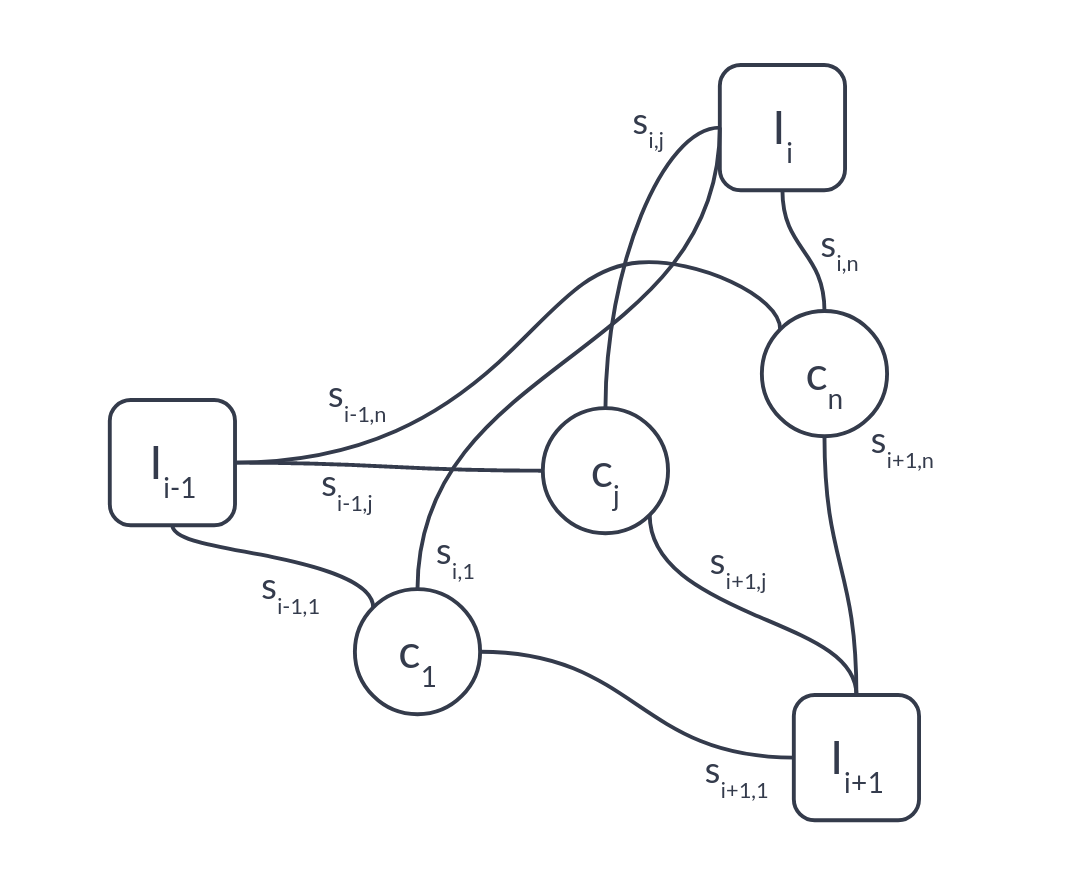 s_{i,j}
I_i
s_{i,n}
c_n
s_{i-1,n}
s_{i+1,n}
I_{i-1}
c_j
s_{i-1,j}
s_{i,1}
s_{i+1,j}
s_{i-1,1}
c_1
I_{i+1}
s_{i+1,1}